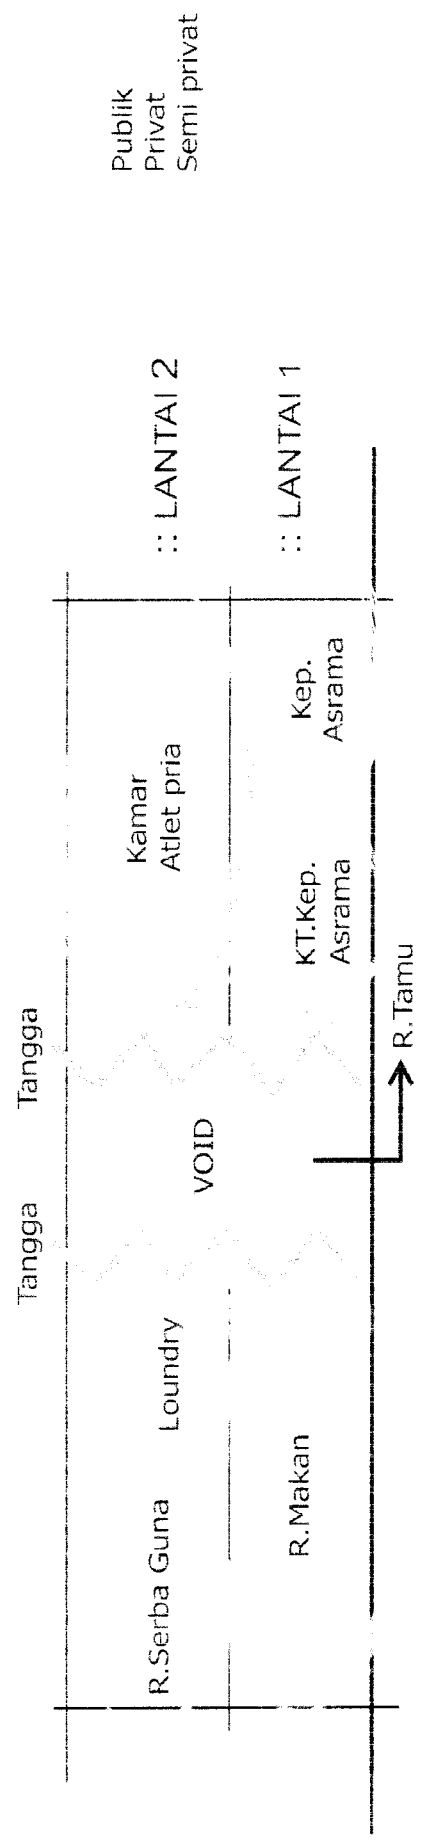 Tangga
Tangga
R.Serba Guna
Loundry
VOID
Kamar
Atlet pria
:: LANTAI 2
R.Makan
KT.Kep.
Asrama
Kep.
Asrama
:: LANTAI 1
R.Tamu
Publik
Privat
Semi privat